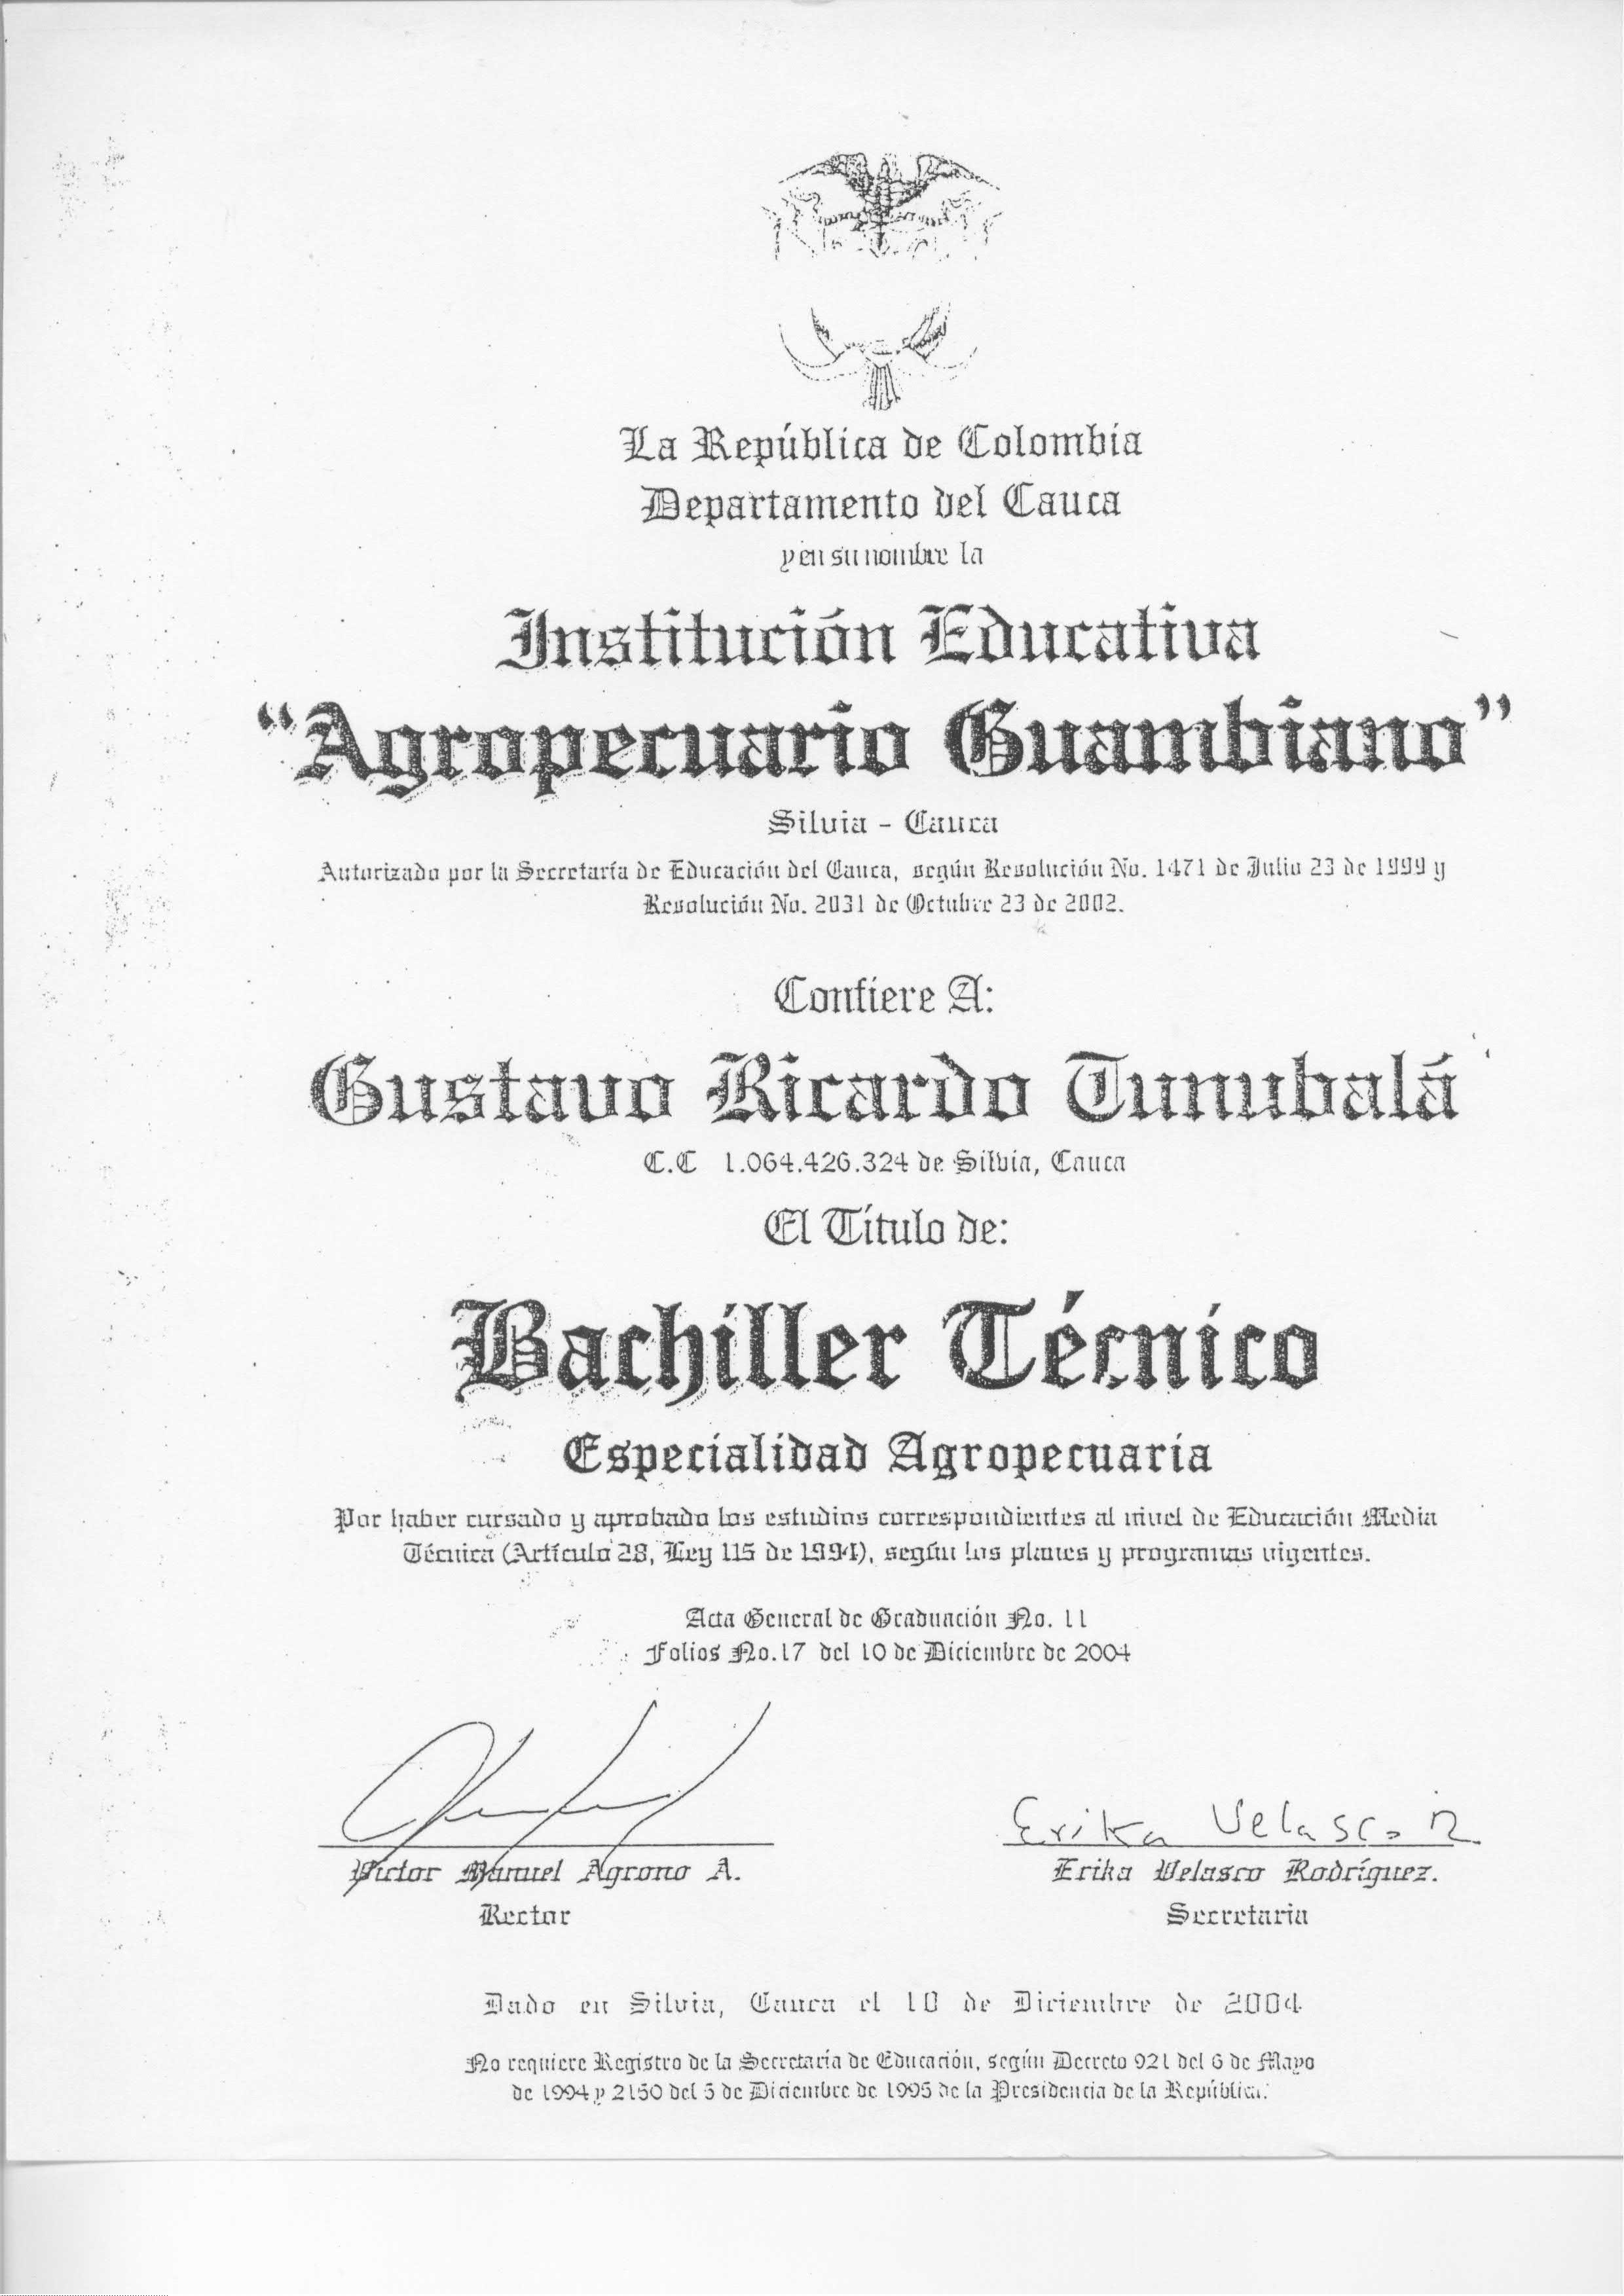 La República de Colombia
Departamento del Cauca
y en su nombre la
Institución Educativa
“Agropecuario Guambiano”
Silvia - Cauca
Autorizado por la Secretaría de Educación del Cauca, según Resolución No. 1471 de Julio 23 de 1999 y
Resolución No. 2031 de Octubre 23 de 2002.
Confiere A:
Gustavo Ricardo Tunubalá
C.C 1.064.426.324 de Silvia, Cauca
El Título de:
Bachiller Técnico
Especialidad Agropecuaria
Por haber cursado y aprobado los estudios correspondientes al nivel de Educación Media
Técnica (Artículo 28, Ley 115 de 1994), según los planes y programas vigentes.
Acta General de Graduación No. 11
Folios No.17 del 10 de Diciembre de 2004
Erika Velasco R
Victor Manuel Agrono A.
Erika Velasco Rodríguez.
Rector
Secretaria
Dado en Silvia, Cauca el 10 de Diciembre de 2004
No requiere Registro de la Secretaría de Educación, según Decreto 921 del 6 de Mayo
de 1994 y 2150 del 5 de Diciembre de 1995 de la Presidencia de la República.